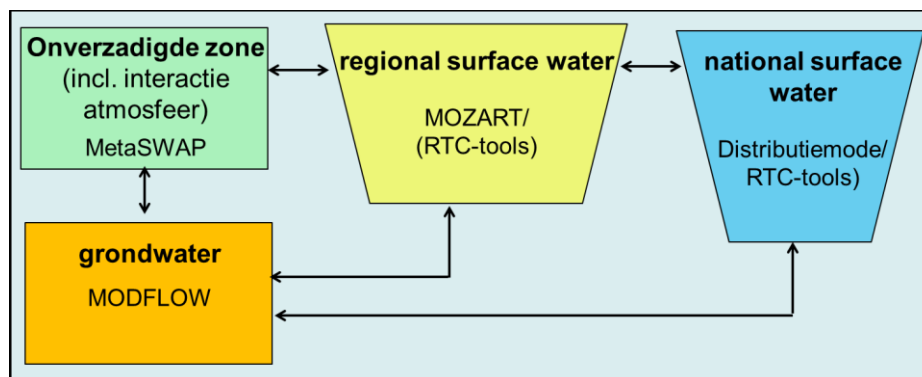 Onverzadigde zone
(incl. interactie
atmosfeer)
MetaSWAP
regional surface water
MOZART/
(RTC-tools)
national surface
water
Distributiemode/
RTC-tools)
grondwater
MODFLOW